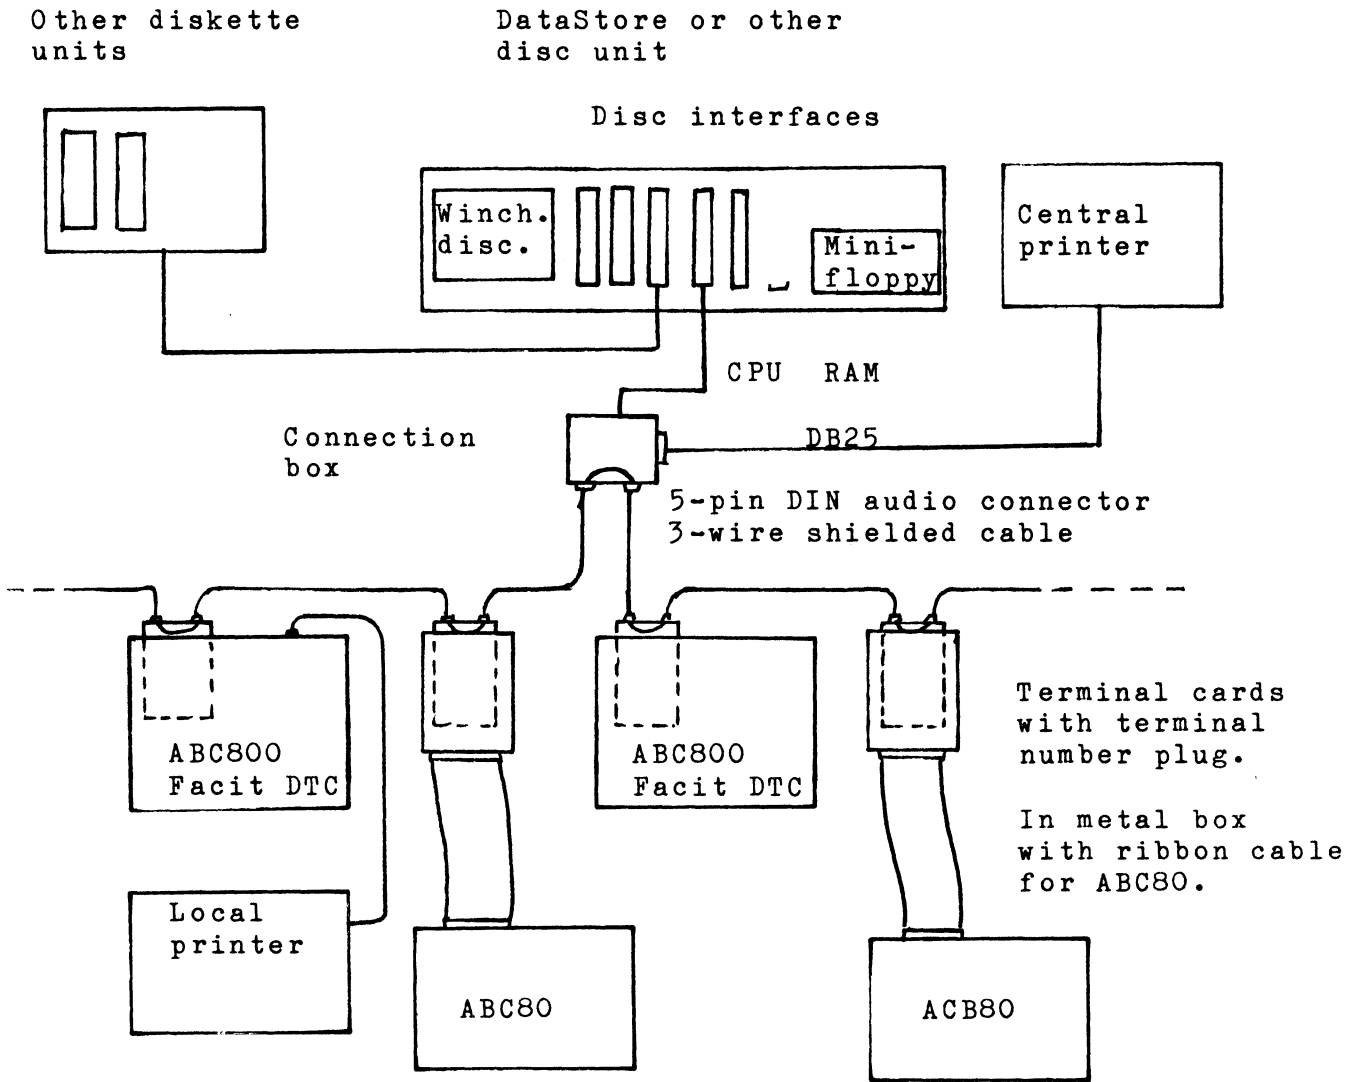 Other diskette
units
DataStore or other
disc unit
Disc interfaces
Winch.
disc.
Mini-
floppy
Central
printer
CPU RAM
Connection
box
DB25
5-pin DIN audio connector
3-wire shielded cable
ABC800
Facit DTC
ABC800
Facit DTC
Terminal cards
with terminal
number plug.
In metal box
with ribbon cable
for ABC80.
Local
printer
ABC80
ACB80